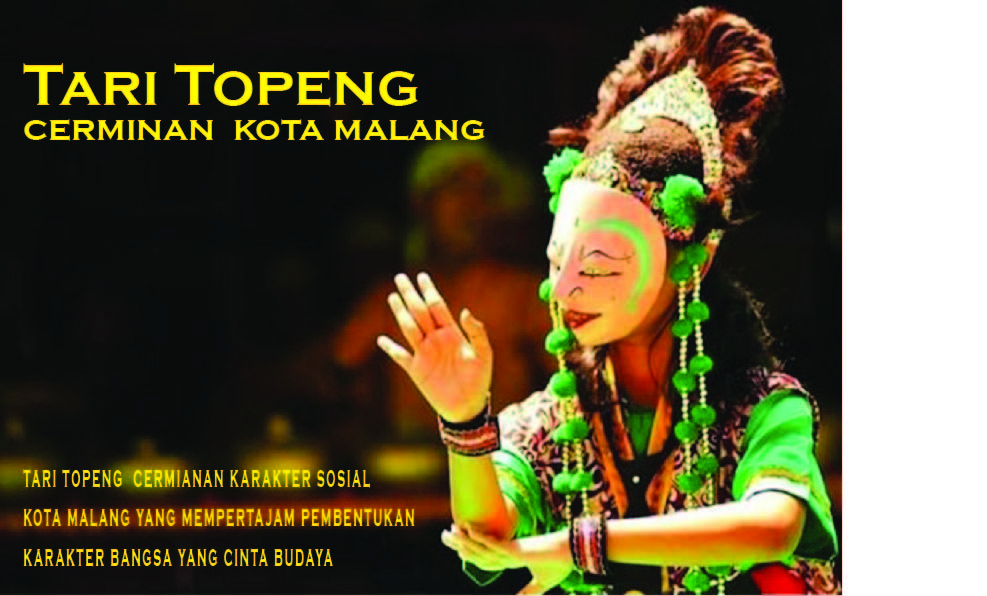 TARI TOPENG
CERMINAN KOTA MALANG
TARI TOPENG CERMIANAN KARAKTER SOSIAL
KOTA MALANG YANG MEMPERTAJAM PEMBENTUKAN
KARAKTER BANGSA YANG CINTA BUDAYA